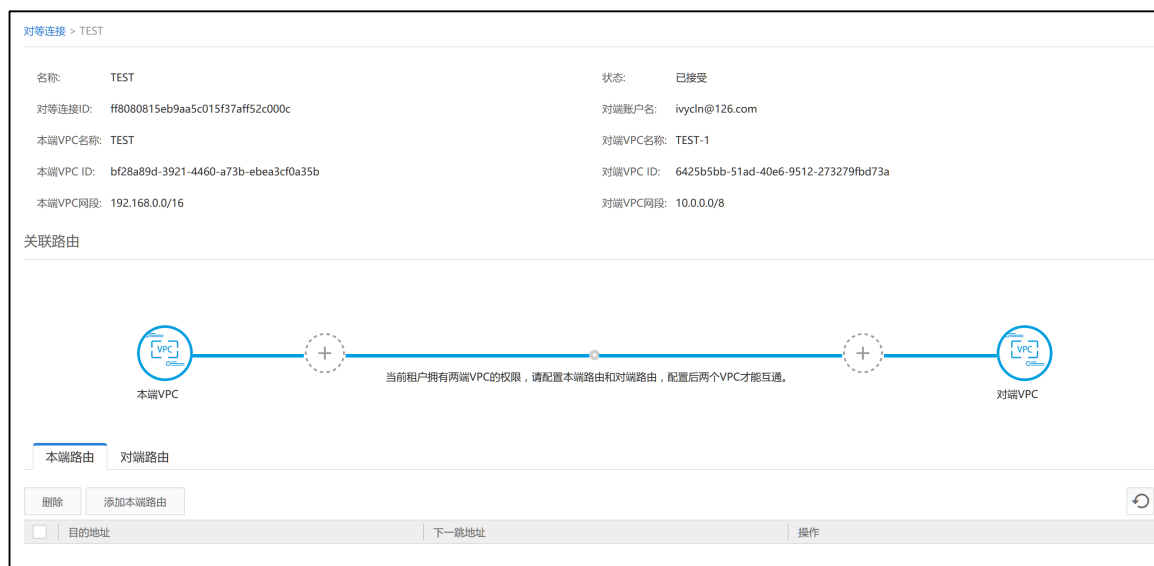 对等连接 > TEST
名称: TEST 状态: 已接受
对等连接ID: ff8080815eb9aa5c015f37aff52c000c 对端账户名: ivycln@126.com
本端VPC名称: TEST 对端VPC名称: TEST-1
本端VPC ID: bf28a89d-3921-4460-a73b-ebea3cf0a35b 对端VPC ID: 6425b5bb-51ad-40e6-9512-273279fbd73a
本端VPC网段: 192.168.0.0/16 对端VPC网段: 10.0.0.0/8
关联路由
VPC VPC
当前租户拥有两端VPC的权限，请配置本端路由和对端路由，配置后两个VPC才能互通。
本端VPC 对端VPC
本端路由 对端路由
删除 添加本端路由
目的地址 下一跳地址 操作